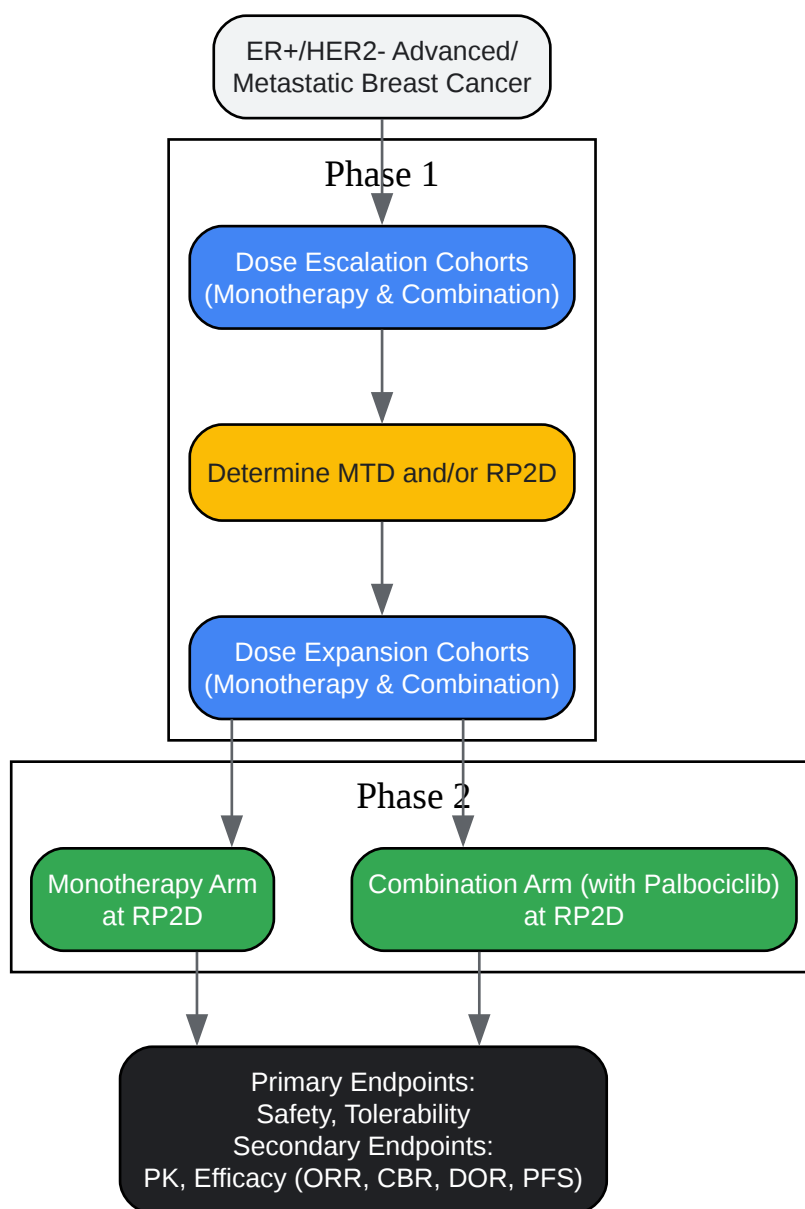 ER+/HER2- Advanced/
Metastatic Breast Cancer
Phase 1
Dose Escalation Cohorts
(Monotherapy & Combination)
Determine MTD and/or RP2D
Dose Expansion Cohorts
(Monotherapy & Combination)
Phase 2
Monotherapy Arm
at RP2D
Combination Arm (with Palbociclib)
at RP2D
Primary Endpoints:
Safety, Tolerability
Secondary Endpoints:
PK, Efficacy (ORR, CBR, DOR, PFS)